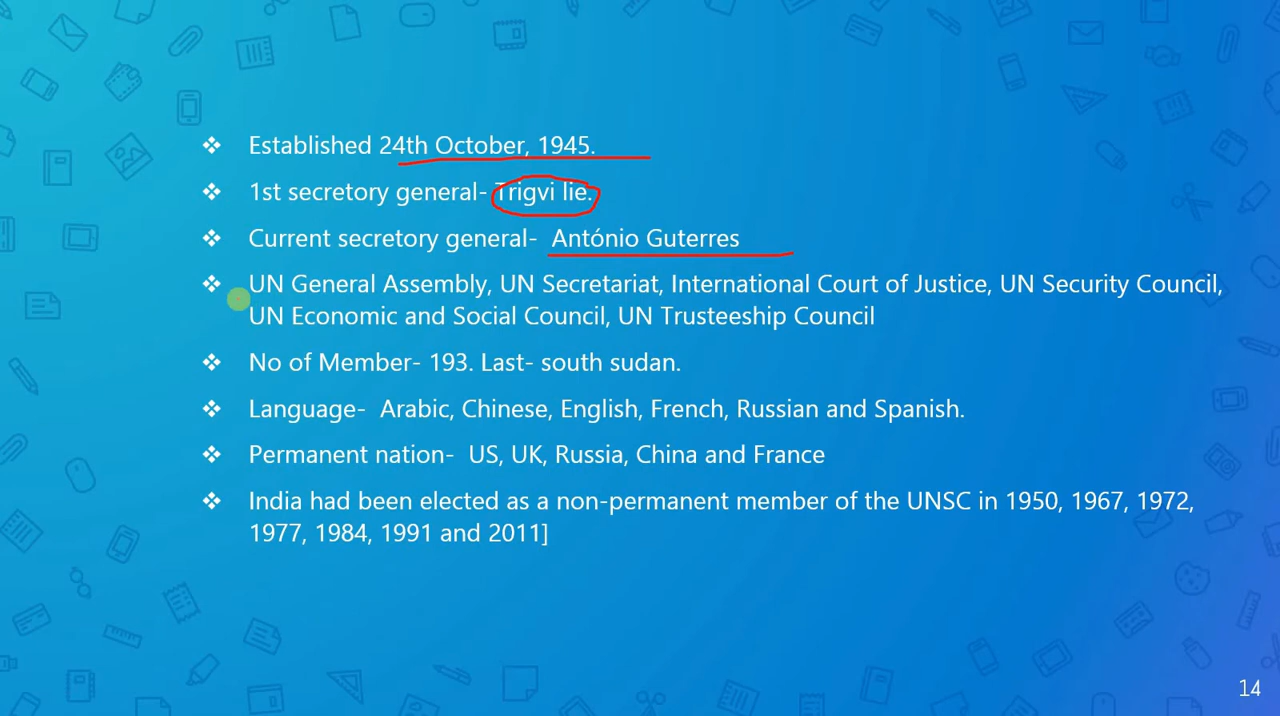 ❖ Established 24th October, 1945.
❖ 1st secretory general- Trigvi lie.
❖ Current secretory general- António Guterres
❖ UN General Assembly, UN Secretariat, International Court of Justice, UN Security Council,
UN Economic and Social Council, UN Trusteeship Council
❖ No of Member- 193. Last- south sudan.
❖ Language- Arabic, Chinese, English, French, Russian and Spanish.
❖ Permanent nation- US, UK, Russia, China and France
❖ India had been elected as a non-permanent member of the UNSC in 1950, 1967, 1972,
1977, 1984, 1991 and 2011]
14